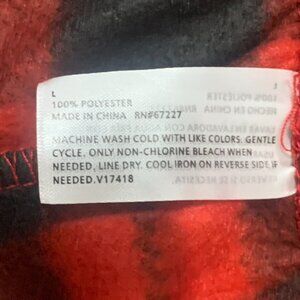 L
100% POLYESTER
MADE IN CHINA RN#67227
MACHINE WASH COLD WITH LIKE COLORS. GENTLE
CYCLE, ONLY NON-CHLORINE BLEACH WHEN
NEEDED, LINE DRY. COOL IRON ON REVERSE SIDE, IF
NEEDED.V17418